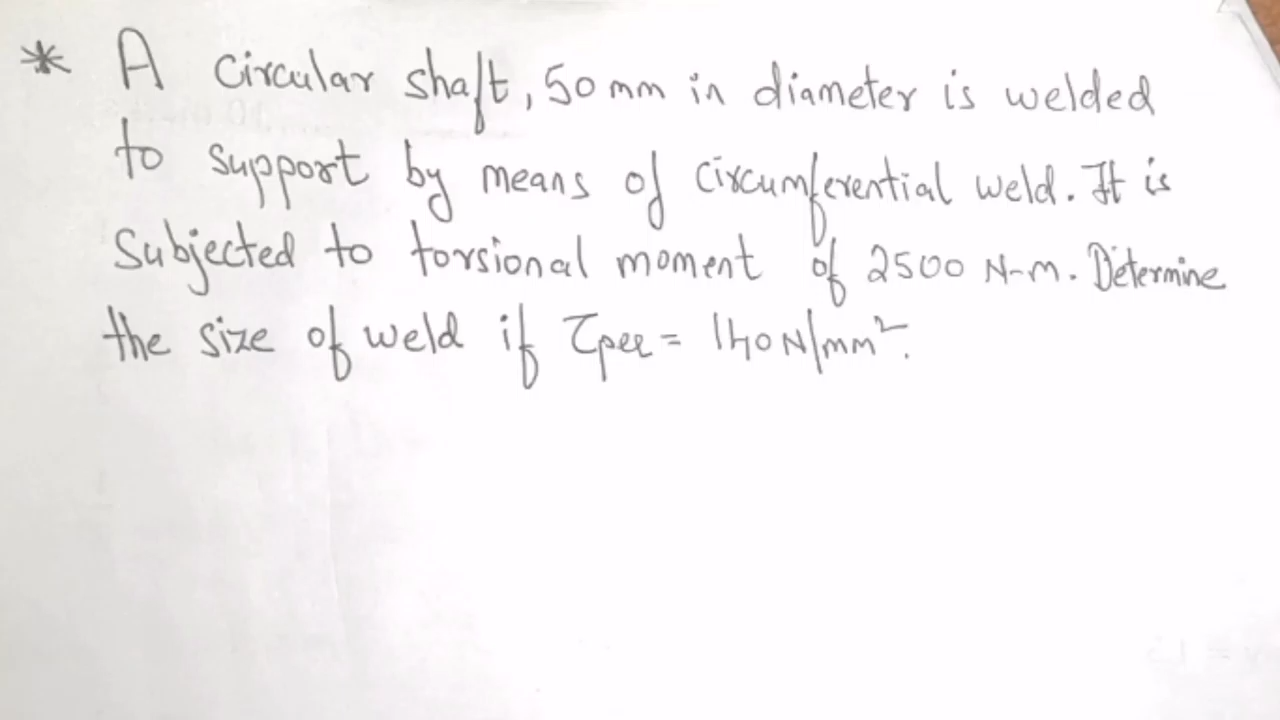 * A circular shaft, 50 mm in diameter is welded
to support by means of circumferential weld. It is
Subjected to torsional moment of 2500 N-m. Determine
the size of weld if τper = 140 N/mm².